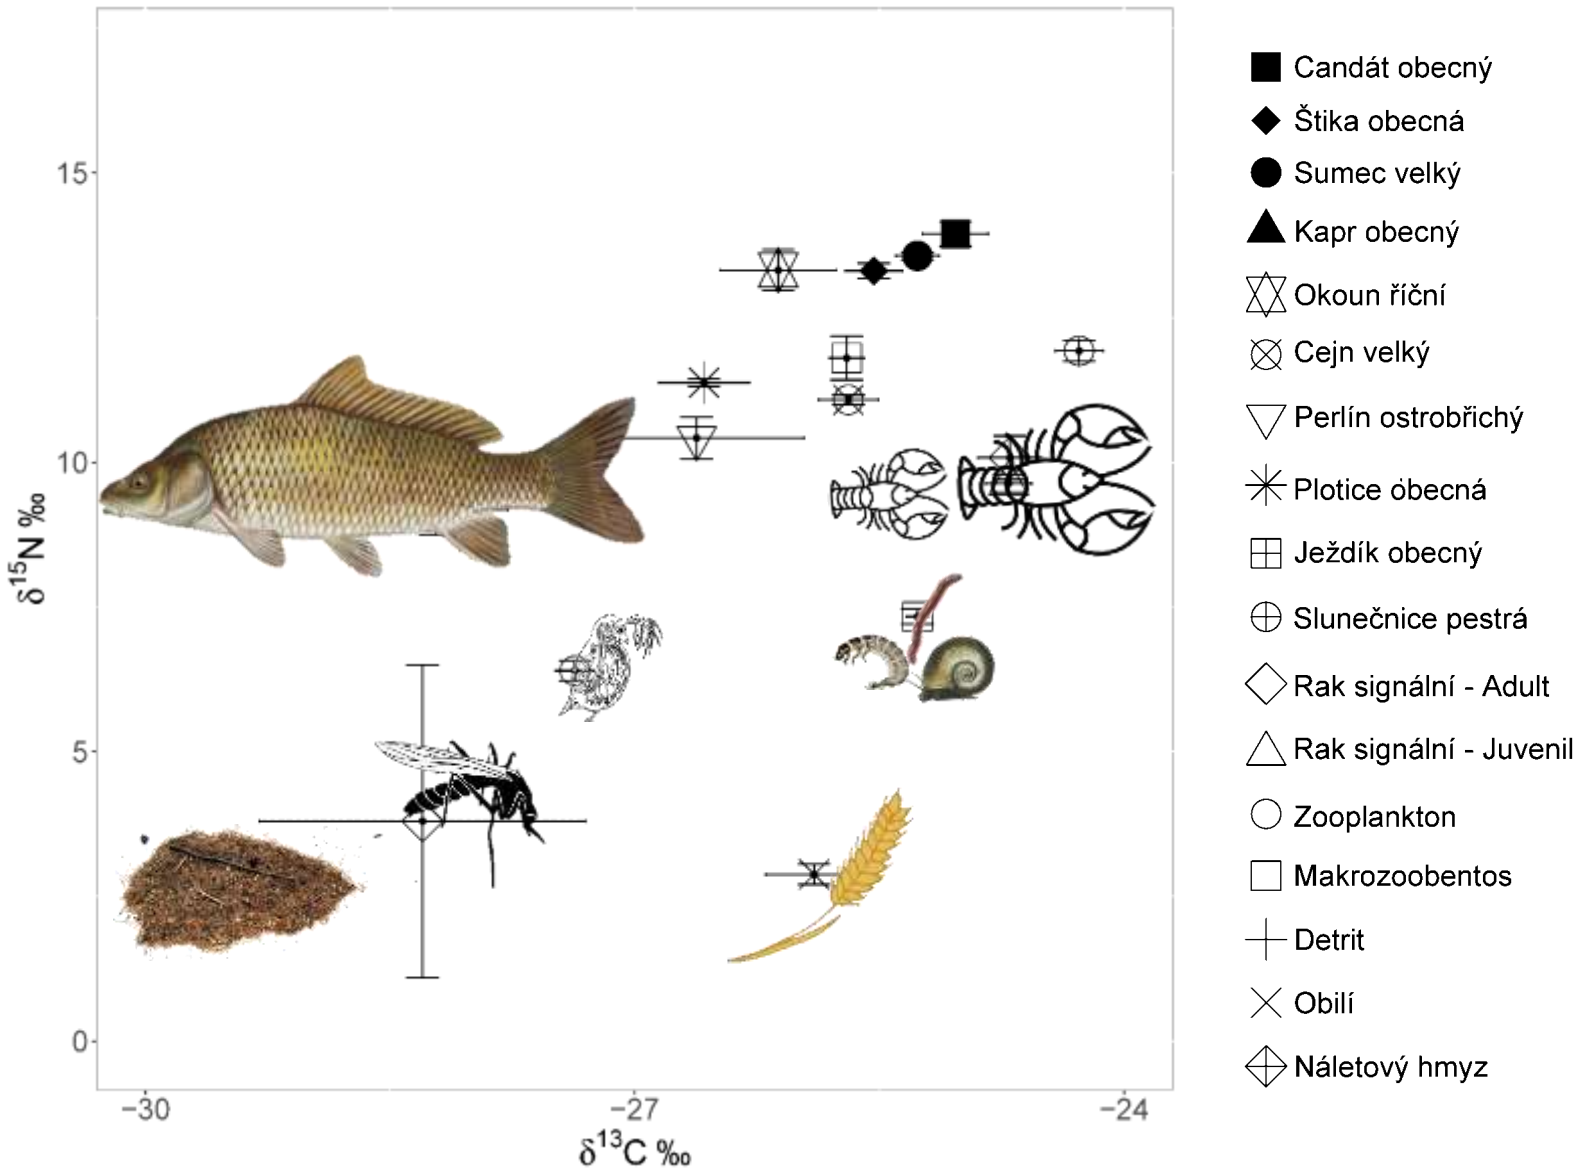 15
10
5
0
δ15N ‰
−30
−27
−24
δ13C ‰
Candát obecný
Štika obecná
Sumec velký
Kapr obecný
Okoun říční
Cejn velký
Perlín ostrobřichý
Plotice obecná
Ježdík obecný
Slunečnice pestrá
Rak signální - Adult
Rak signální - Juvenil
Zooplankton
Makrozoobentos
Detrit
Obilí
Náletový hmyz